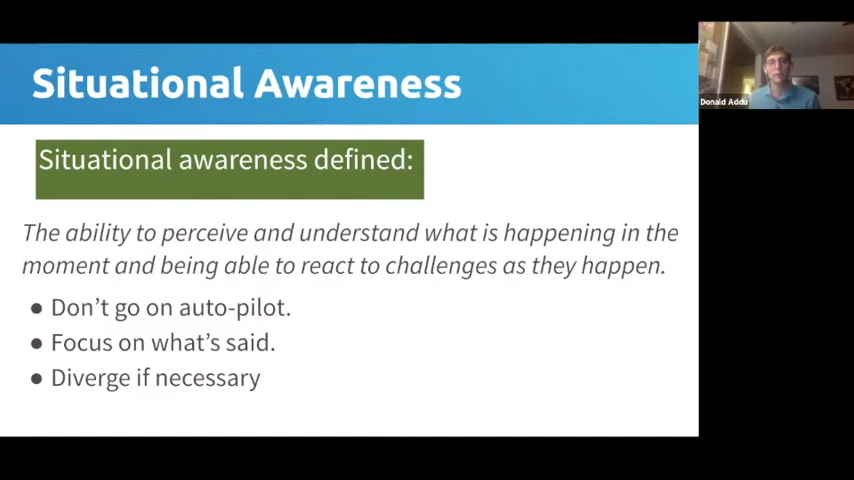 Situational Awareness
Situational awareness defined:
The ability to perceive and understand what is happening in the
moment and being able to react to challenges as they happen.
● Don't go on auto-pilot.
● Focus on what's said.
● Diverge if necessary
Donald Addu